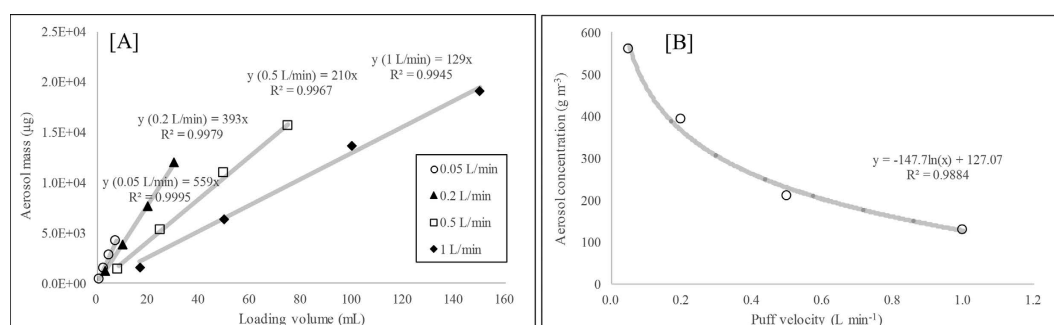 [A]
2.5E+04
2.0E+04
1.5E+04
1.0E+04
5.0E+03
0.0E+00
Aerosol mass (µg)
y (1 L/min) = 129x
R² = 0.9945
y (0.5 L/min) = 210x
R² = 0.9967
y (0.2 L/min) = 393x
R² = 0.9979
y (0.05 L/min) = 559x
R² = 0.9995
0.05 L/min
0.2 L/min
0.5 L/min
1 L/min
0 20 40 60 80 100 120 140 160
Loading volume (mL)
[B]
600
500
400
300
200
100
0
Aerosol concentration (g m-3)
y = -147.7ln(x) + 127.07
R² = 0.9884
0.0 0.2 0.4 0.6 0.8 1.0
Puff velocity (L min-1)